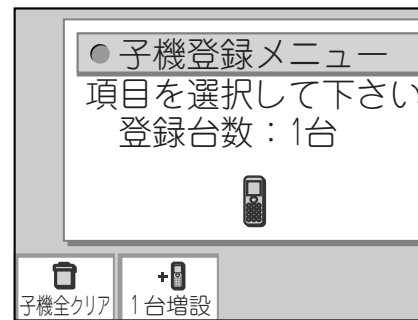 子機登録メニュー
項目を選択して下さい
登録台数：1台
子機全クリア
1台増設